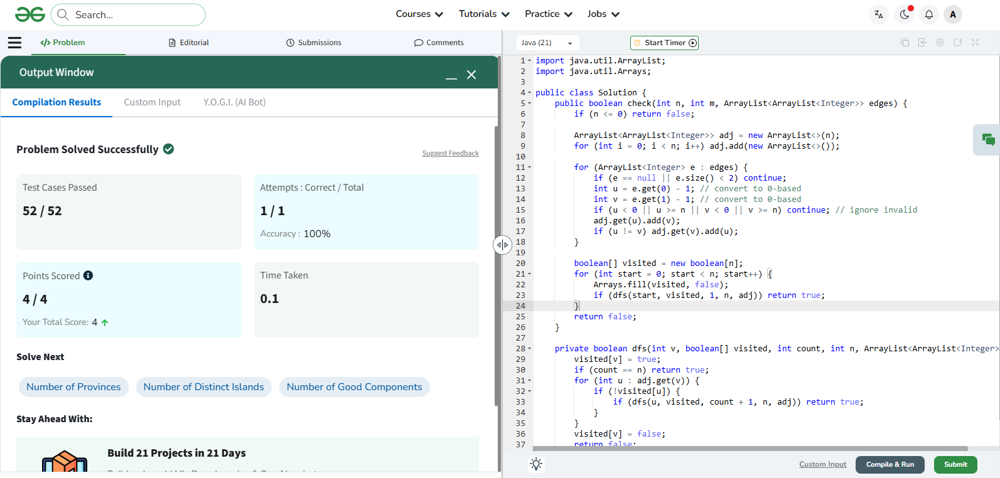 Search...
Courses
Tutorials
Practice
Jobs
A
Problem
Editorial
Submissions
Comments
Output Window
Compilation Results
Custom Input
Y.O.G.I. (AI Bot)
Problem Solved Successfully
Suggest Feedback
Test Cases Passed
52 / 52
Attempts : Correct / Total
1 / 1
Accuracy : 100%
Points Scored
4 / 4
Your Total Score: 4
Time Taken
0.1
Solve Next
Number of Provinces
Number of Distinct Islands
Number of Good Components
Stay Ahead With:
Build 21 Projects in 21 Days
Java (21)
Start Timer
1 import java.util.ArrayList;
2 import java.util.Arrays;
3
4 public class Solution {
5 public boolean check(int n, int m, ArrayList<ArrayList<Integer>> edges) {
6 if (n <= 0) return false;
7
8 ArrayList<ArrayList<Integer>> adj = new ArrayList<>(n);
9 for (int i = 0; i < n; i++) adj.add(new ArrayList<>());
10
11 for (ArrayList<Integer> e : edges) {
12 if (e == null || e.size() < 2) continue;
13 int u = e.get(0) - 1; // convert to 0-based
14 int v = e.get(1) - 1; // convert to 0-based
15 if (u < 0 || u >= n || v < 0 || v >= n) continue; // ignore invalid
16 adj.get(u).add(v);
17 if (u != v) adj.get(v).add(u);
18 }
19
20 boolean[] visited = new boolean[n];
21 for (int start = 0; start < n; start++) {
22 Arrays.fill(visited, false);
23 if (dfs(start, visited, 1, n, adj)) return true;
24 }
25 return false;
26 }
27
28 private boolean dfs(int v, boolean[] visited, int count, int n, ArrayList<ArrayList<Integer>
29 visited[v] = true;
30 if (count == n) return true;
31 for (int u : adj.get(v)) {
32 if (!visited[u]) {
33 if (dfs(u, visited, count + 1, n, adj)) return true;
34 }
35 }
36 visited[v] = false;
37 return false;
Custom Input
Compile & Run
Submit